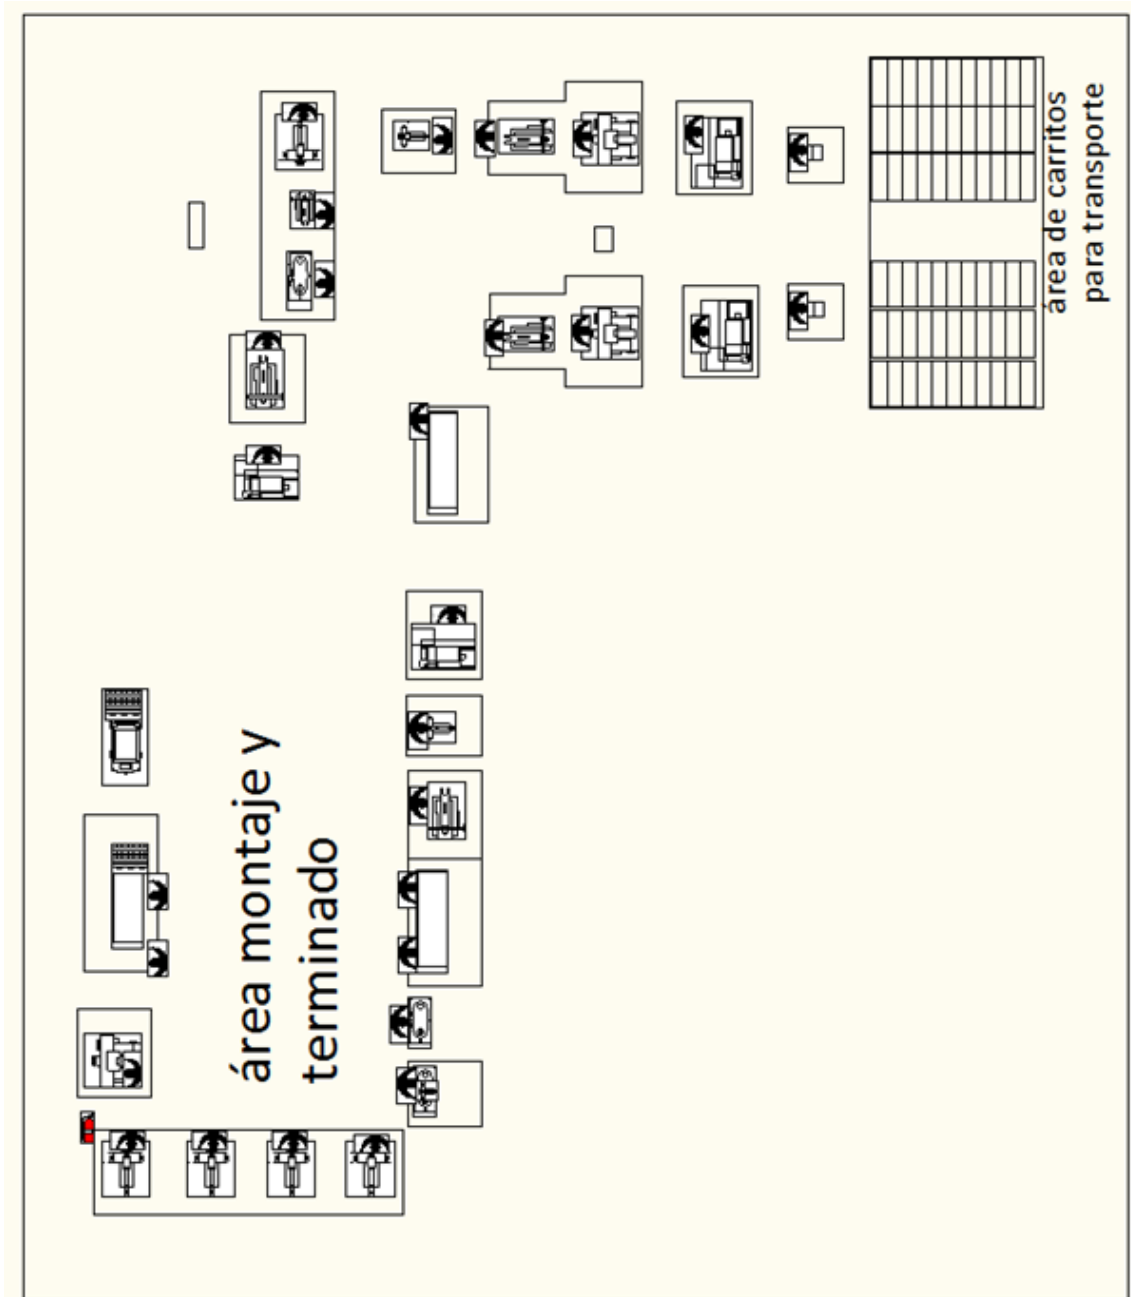 área de carritos
para transporte
área montaje y
terminado